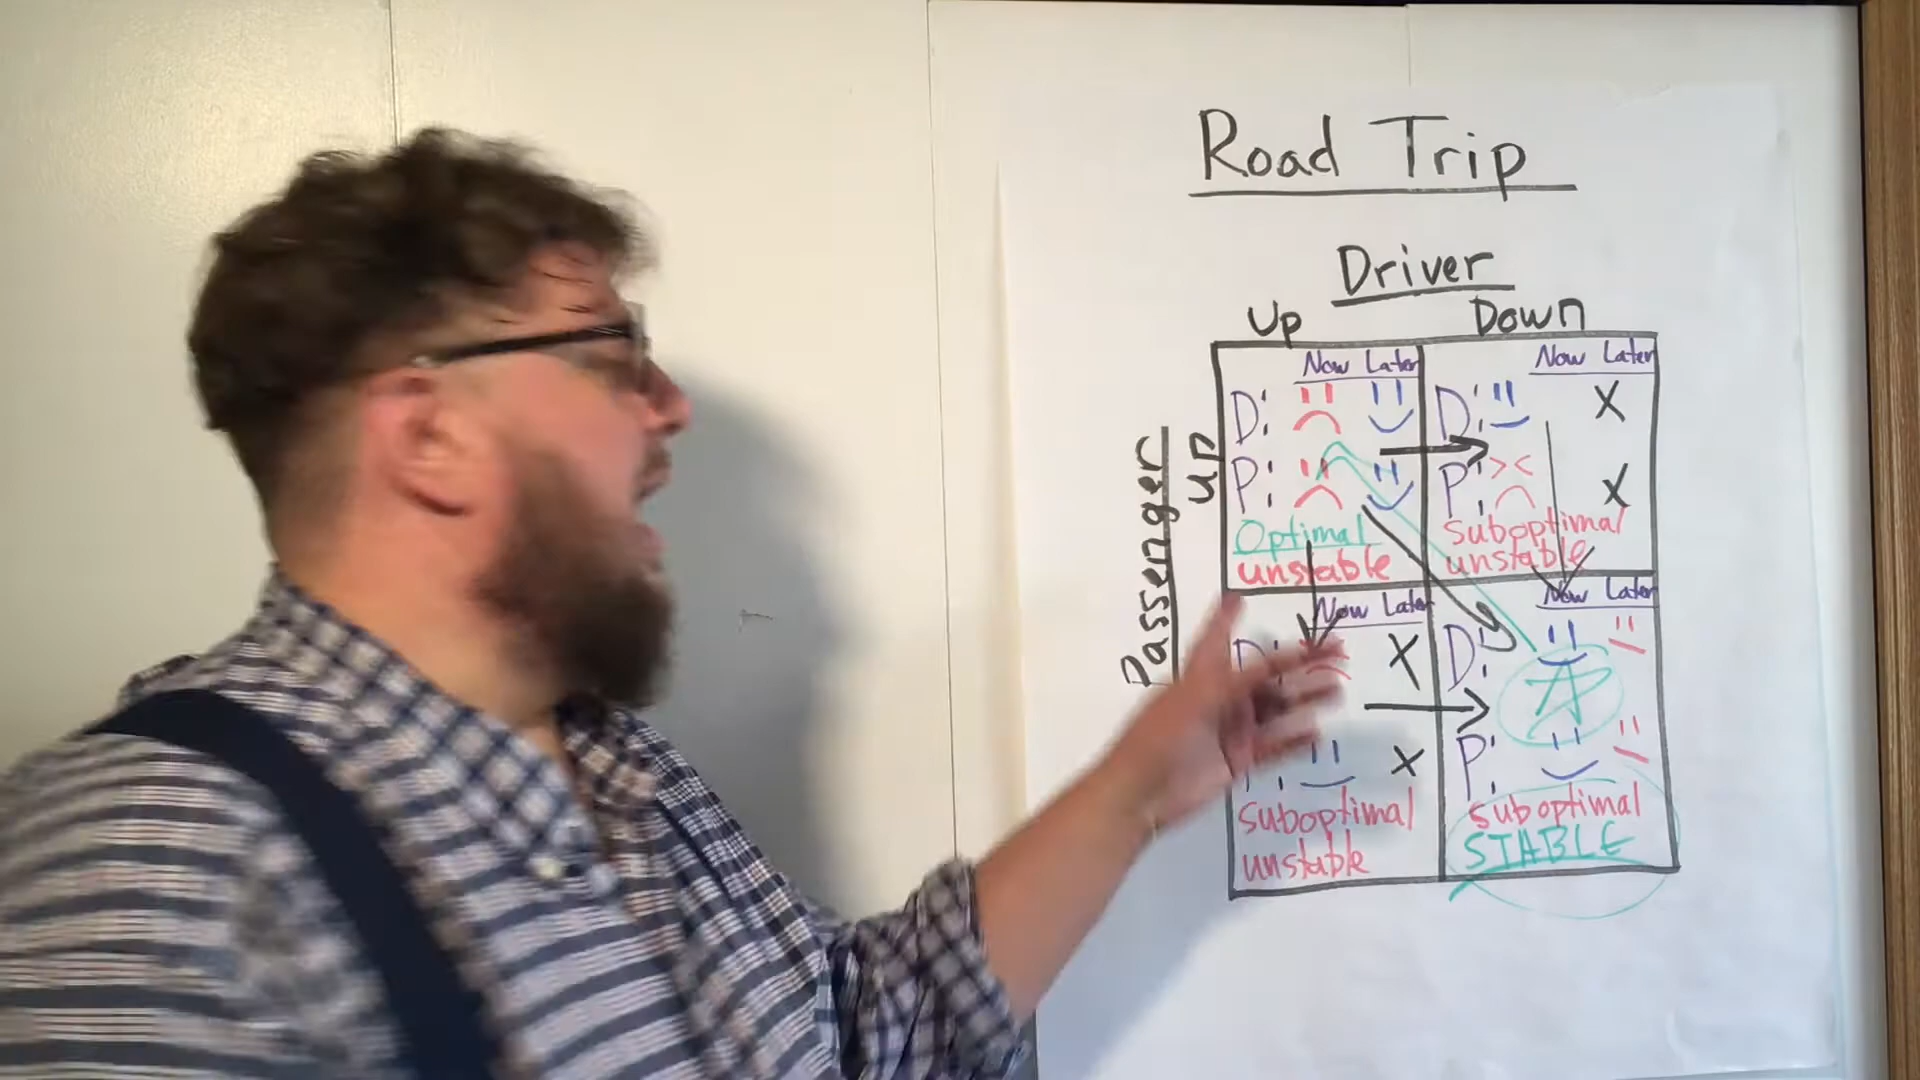 Road Trip
Driver
Up Down
Passenger
Up
Now Later
D:
P:
Optimal
unstable
Now Later
D: X
P: X
suboptimal
unstable
Now Later
D: X
X
suboptimal
unstable
Now Later
D:
P:
suboptimal
STABLE